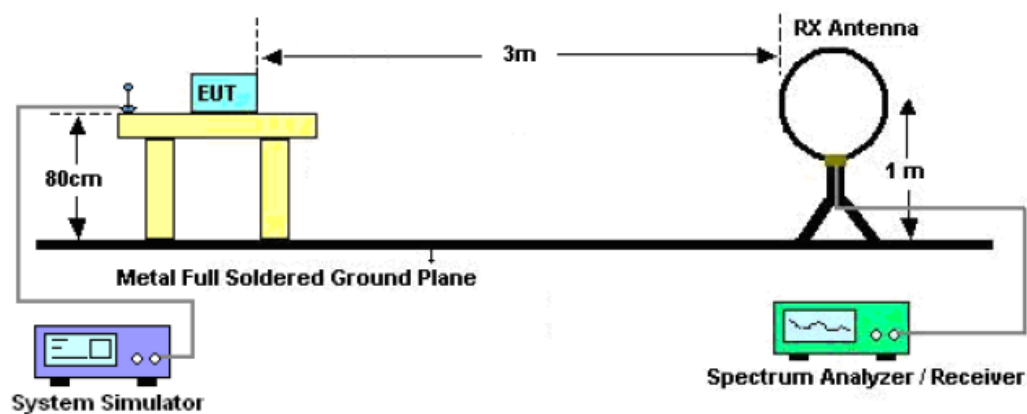 RX Antenna
3m
EUT
80cm
1 m
Metal Full Soldered Ground Plane
System Simulator
Spectrum Analyzer / Receiver